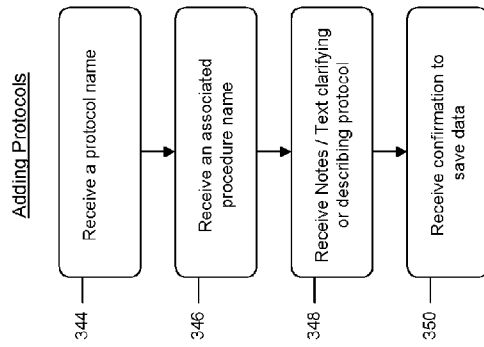 Adding Protocols
344
Receive a protocol name
346
Receive an associated
procedure name
348
Receive Notes / Text clarifying
or describing protocol
350
Receive confirmation to
save data